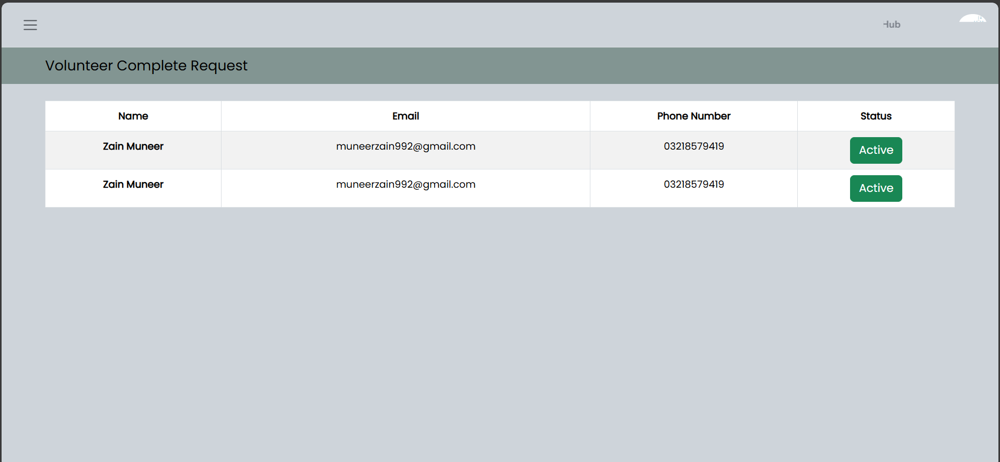 Hub
Volunteer Complete Request
Name Email Phone Number Status
Zain Muneer muneerzain992@gmail.com 03218579419 Active
Zain Muneer muneerzain992@gmail.com 03218579419 Active